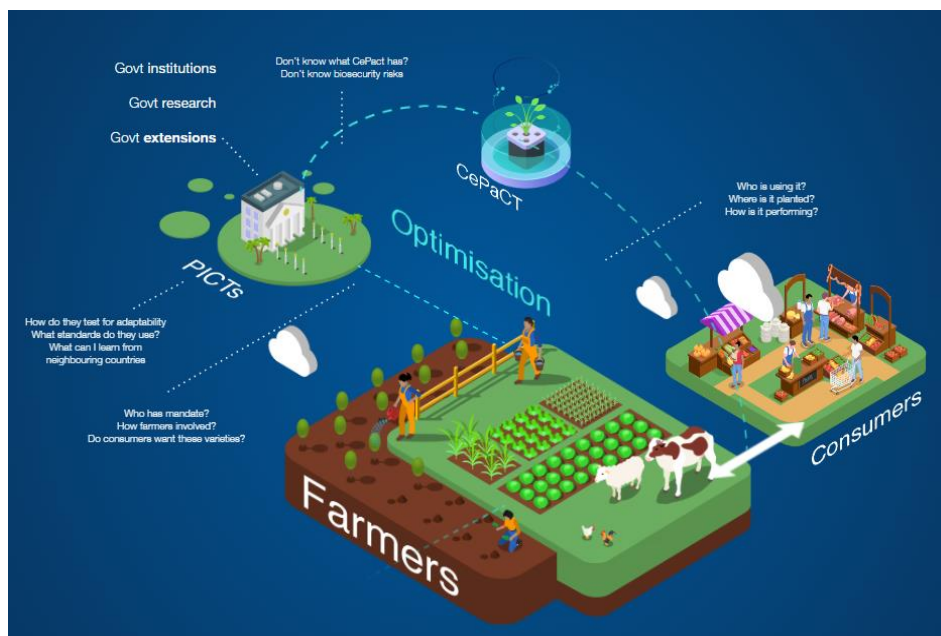 Govt institutions
Govt research
Govt extensions
Don't know what CePact has?
Don't know biosecurity risks
CePaCT
Who is using it?
Where is it planted?
How is it performing?
Optimisation
PICTs
How do they test for adaptability
What standards do they use?
What can I learn from
neighbouring countries
Who has mandate?
How farmers involved?
Do consumers want these varieties?
Farmers
Consumers